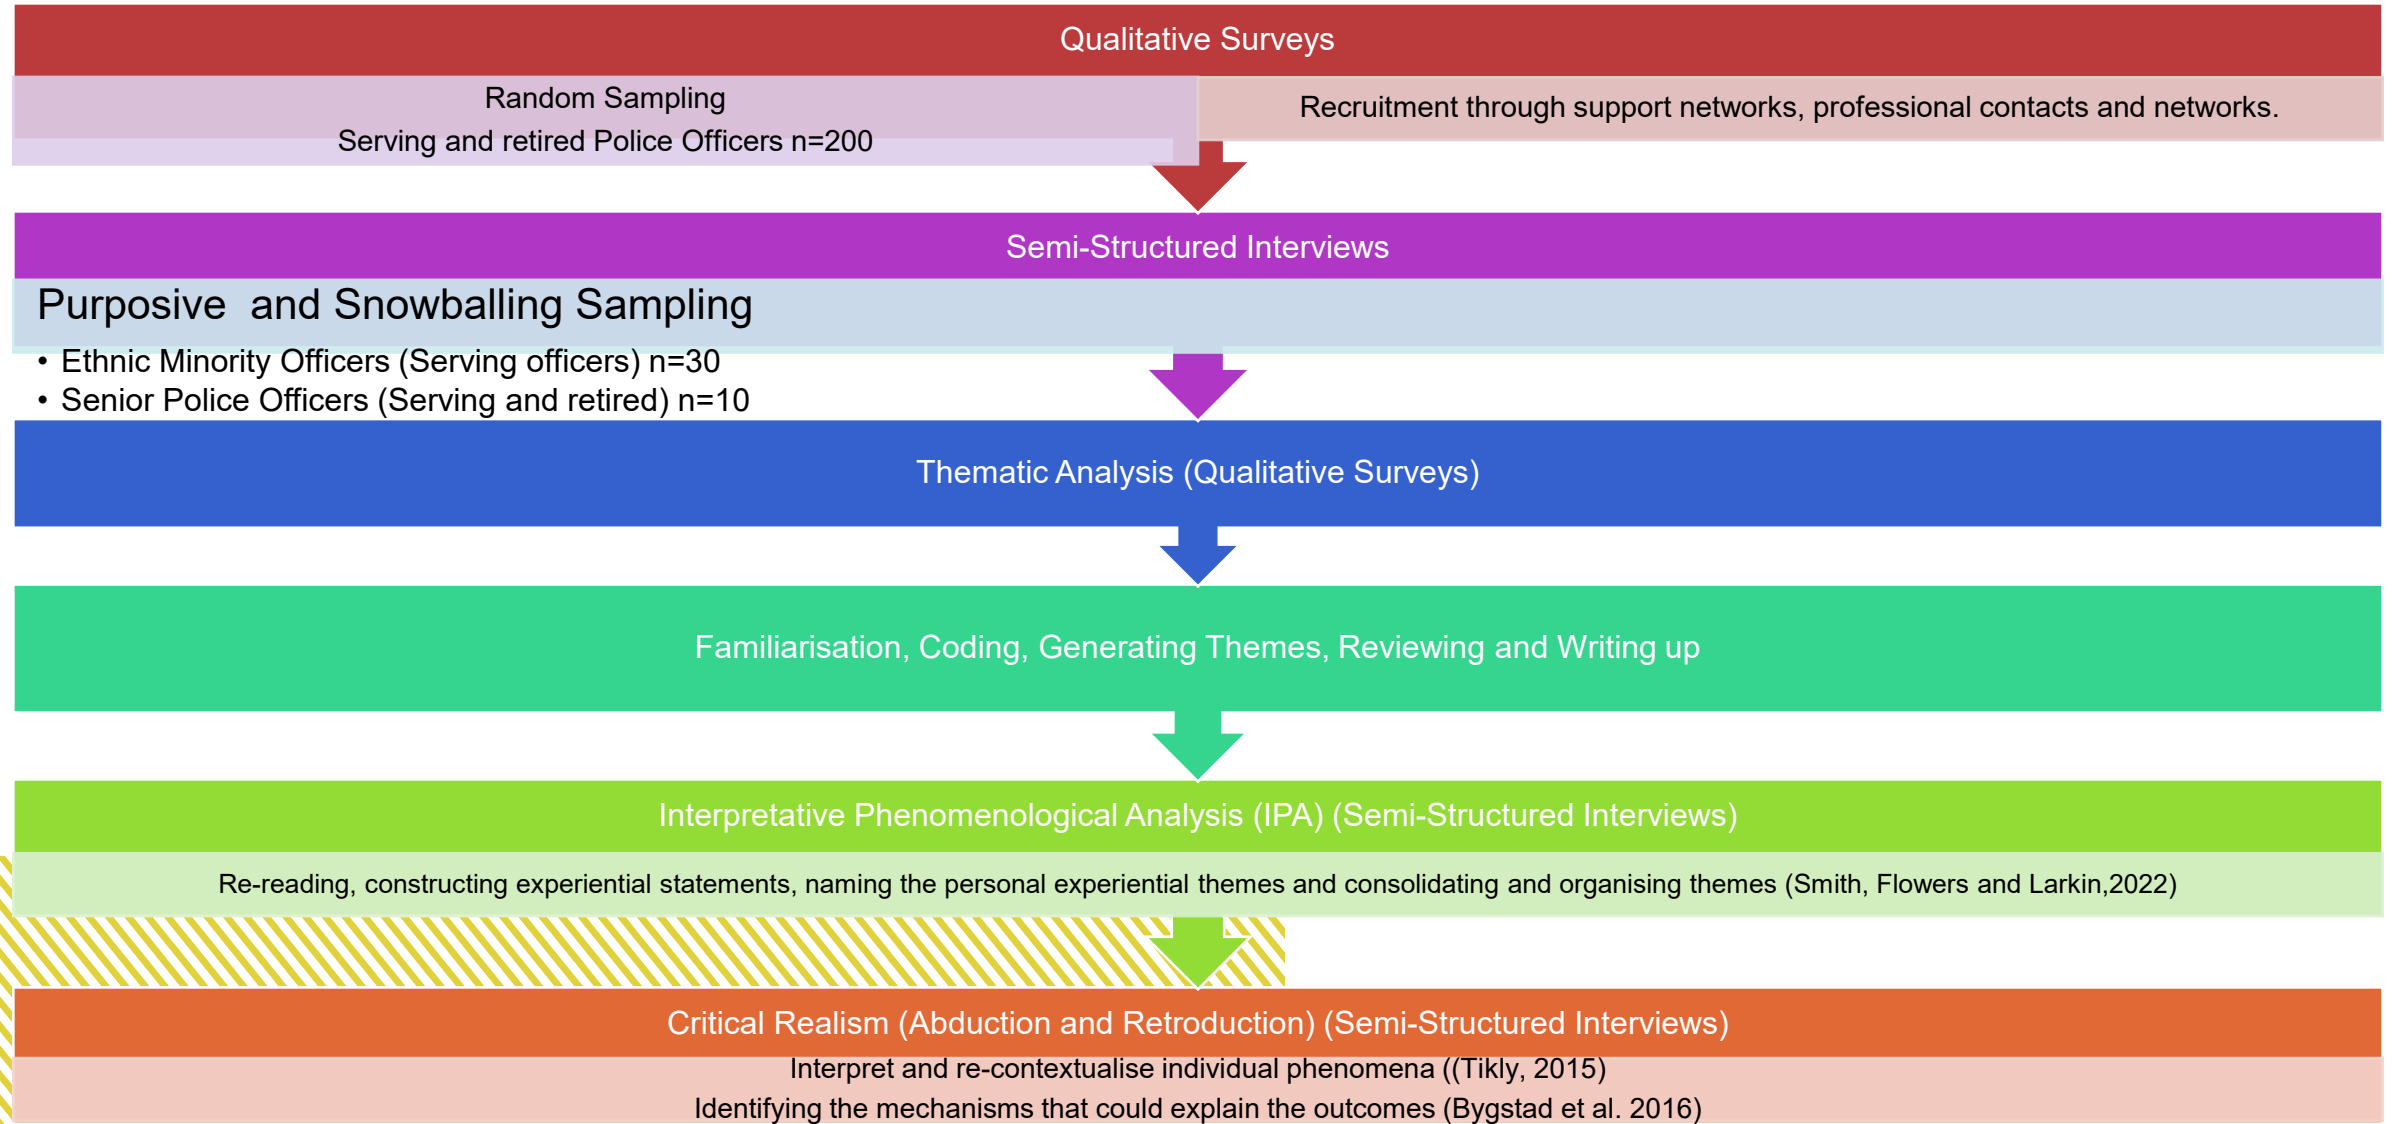 Qualitative Surveys
Random Sampling
Serving and retired Police Officers n=200
Recruitment through support networks, professional contacts and networks.
Semi-Structured Interviews
Purposive  and Snowballing Sampling
• Ethnic Minority Officers (Serving officers) n=30
• Senior Police Officers (Serving and retired) n=10
Thematic Analysis (Qualitative Surveys)
Familiarisation, Coding, Generating Themes, Reviewing and Writing up
Interpretative Phenomenological Analysis (IPA) (Semi-Structured Interviews)
Re-reading, constructing experiential statements, naming the personal experiential themes and consolidating and organising themes (Smith, Flowers and Larkin,2022)
Critical Realism (Abduction and Retroduction) (Semi-Structured Interviews)
Interpret and re-contextualise individual phenomena ((Tikly, 2015)
Identifying the mechanisms that could explain the outcomes (Bygstad et al. 2016)